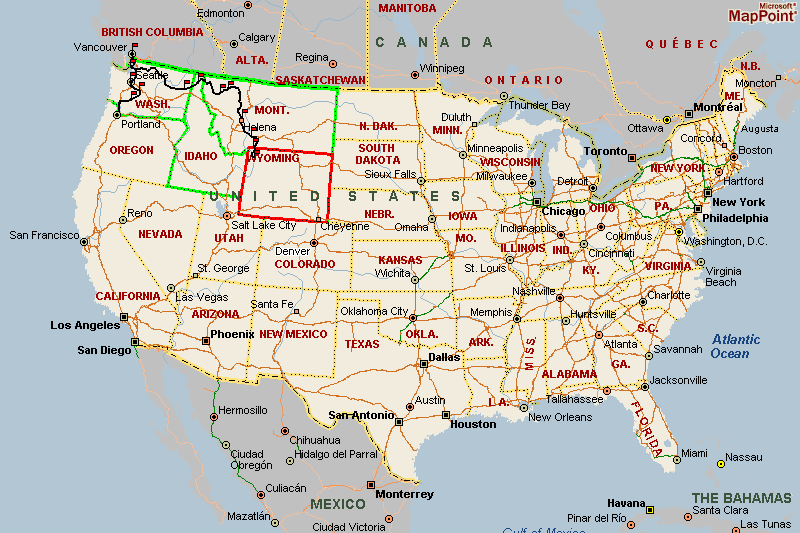 MANITOBA
Microsoft®
MapPoint®
Edmonton
BRITISH COLUMBIA
Calgary
Vancouver
CANADA
QUÉBEC
ALTA.
Regina
Winnipeg
N.B.
Seattle
SASKATCHEWAN
ONTARIO
Moncton
ME.
WASH.
MONT.
Thunder Bay
Montréal
Portland
Helena
N. DAK.
Duluth
MINN.
Ottawa
Augusta
Concord
OREGON
IDAHO
WYOMING
SOUTH
DAKOTA
Minneapolis
WISCONSIN
Toronto
Boston
Sioux Falls
Milwaukee
Detroit
NEW YORK
Hartford
UNITED STATES
Chicago
New York
Reno
Salt Lake City
Cheyenne
NEBR.
Omaha
IOWA
OHIO
PA.
Philadelphia
San Francisco
NEVADA
UTAH
Denver
MO.
Indianapolis
Columbus
Washington, D.C.
ILLINOIS
IND.
Cincinnati
St. George
COLORADO
KANSAS
Wichita
St. Louis
KY.
VIRGINIA
Virginia
Beach
CALIFORNIA
Las Vegas
Santa Fe
Nashville
Charlotte
Los Angeles
ARIZONA
Oklahoma City
Memphis
Huntsville
San Diego
Phoenix
NEW MEXICO
TEXAS
OKLA.
ARK.
MISS.
S.C.
Atlanta
Atlantic
Ocean
Dallas
ALABAMA
GA.
Savannah
Jacksonville
Hermosillo
Austin
San Antonio
Houston
LA.
New Orleans
Tallahassee
FLORIDA
Chihuahua
Ciudad
Obregón
Hidalgo del Parral
Miami
Nassau
Culiacán
Monterrey
MEXICO
Havana
THE BAHAMAS
Mazatlán
Ciudad Victoria
Pinar del Río
Santa Clara
Las Tunas
Gulf of Mexico